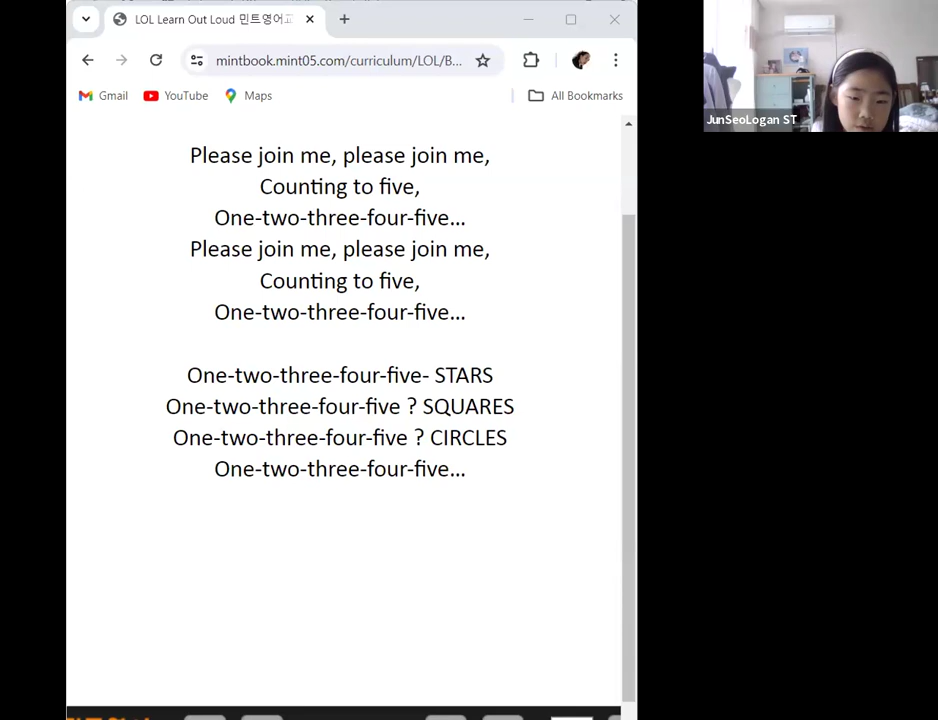 LOL Learn Out Loud 민트영어교
mintbook.mint05.com/curriculum/LOL/B...
Gmail
YouTube
Maps
All Bookmarks
JunSeoLogan ST
Please join me, please join me,
Counting to five,
One-two-three-four-five...
Please join me, please join me,
Counting to five,
One-two-three-four-five...
One-two-three-four-five- STARS
One-two-three-four-five ? SQUARES
One-two-three-four-five ? CIRCLES
One-two-three-four-five...